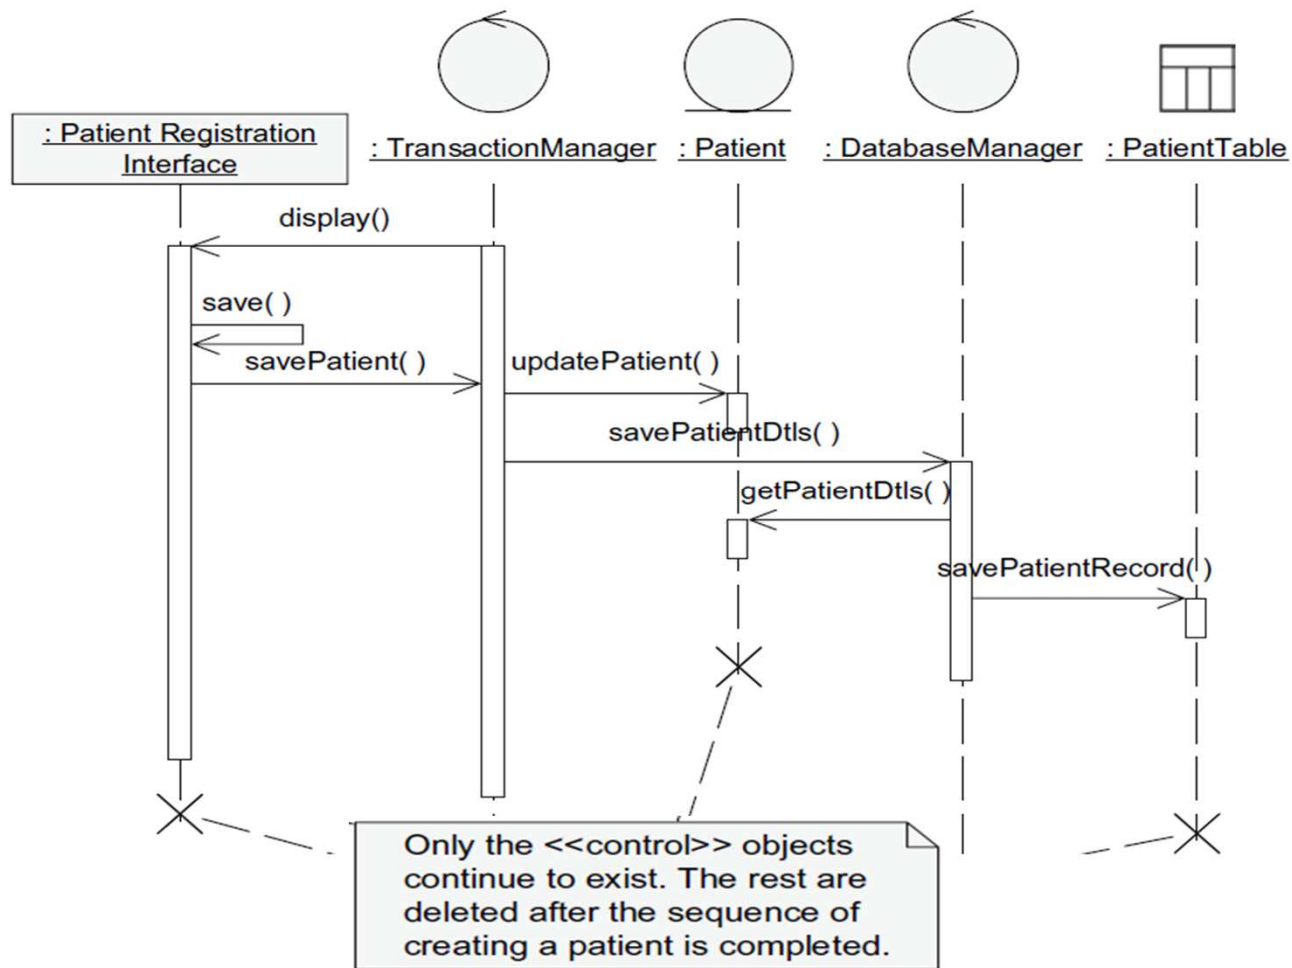 : Patient Registration
Interface
: TransactionManager
: Patient
: DatabaseManager
: PatientTable
display()
save( )
savePatient( )
updatePatient( )
savePatientDtls( )
getPatientDtls( )
savePatientRecord( )
Only the <<control>> objects
continue to exist. The rest are
deleted after the sequence of
creating a patient is completed.